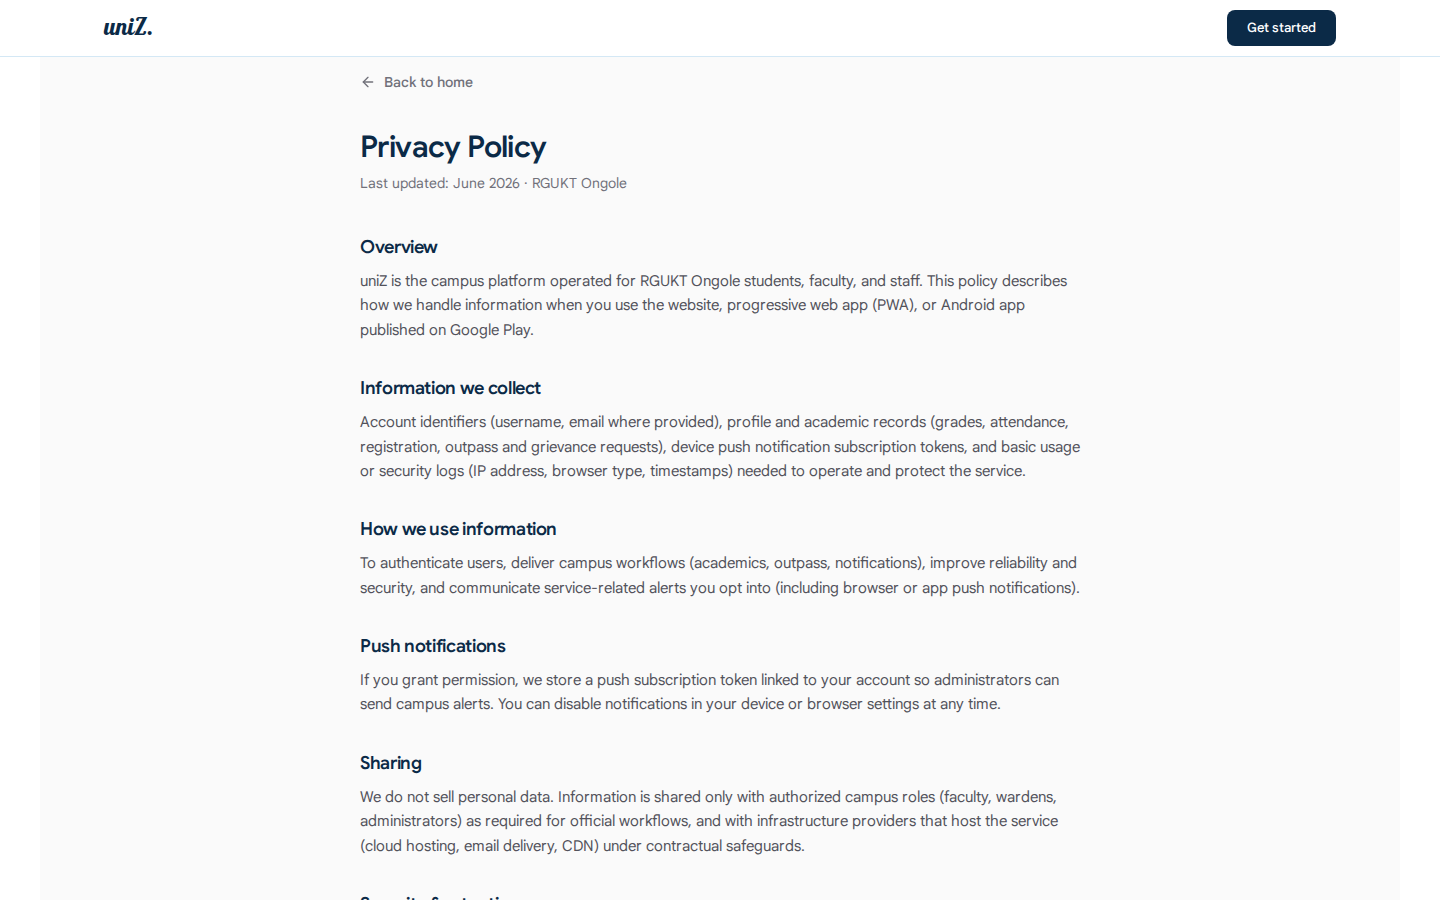 uniZ.
Get started
Back to home
Privacy Policy
Last updated: June 2026 · RGUKT Ongole
Overview
uniZ is the campus platform operated for RGUKT Ongole students, faculty, and staff. This policy describes
how we handle information when you use the website, progressive web app (PWA), or Android app
published on Google Play.
Information we collect
Account identifiers (username, email where provided), profile and academic records (grades, attendance,
registration, outpass and grievance requests), device push notification subscription tokens, and basic usage
or security logs (IP address, browser type, timestamps) needed to operate and protect the service.
How we use information
To authenticate users, deliver campus workflows (academics, outpass, notifications), improve reliability and
security, and communicate service-related alerts you opt into (including browser or app push notifications).
Push notifications
If you grant permission, we store a push subscription token linked to your account so administrators can
send campus alerts. You can disable notifications in your device or browser settings at any time.
Sharing
We do not sell personal data. Information is shared only with authorized campus roles (faculty, wardens,
administrators) as required for official workflows, and with infrastructure providers that host the service
(cloud hosting, email delivery, CDN) under contractual safeguards.